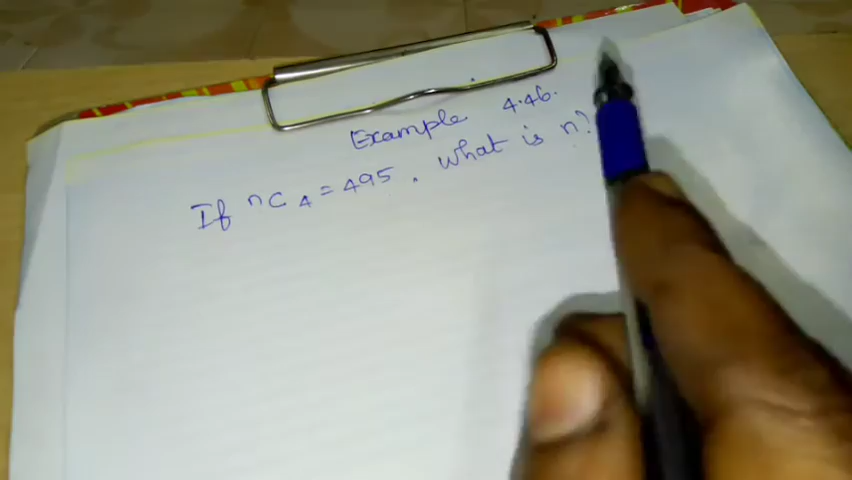 Example 4.46.
If nC4 = 495. What is n?